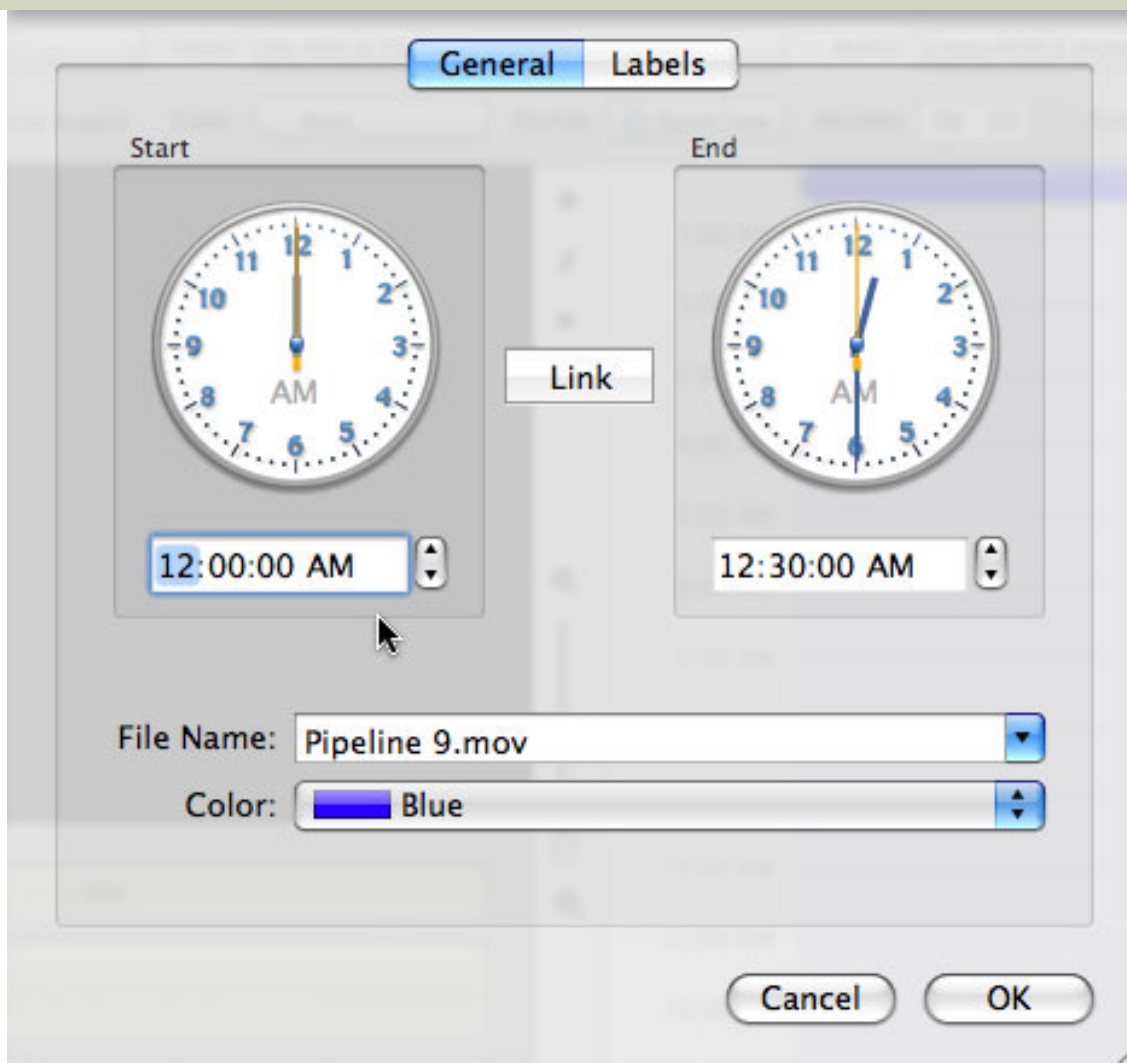 General Labels
Start End
12 1 2 3 4 5 6 7 8 9 10 11
AM
12 1 2 3 4 5 6 7 8 9 10 11
AM
Link
12:00:00 AM 12:30:00 AM
File Name: Pipeline 9.mov
Color: Blue
Cancel OK